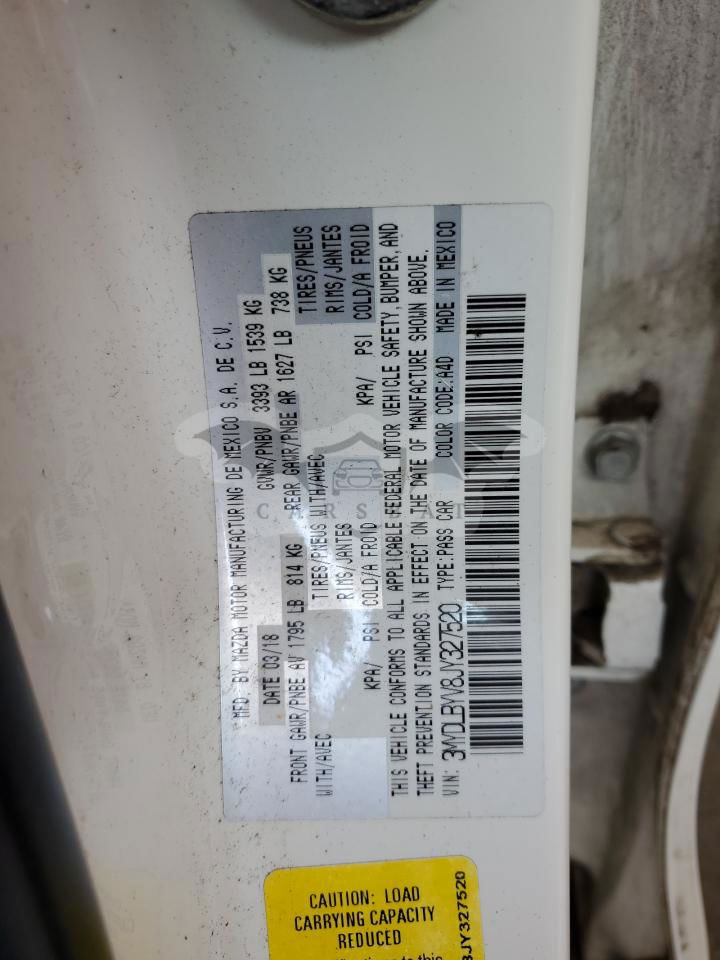 MFD. BY MAZDA MOTOR MANUFACTURING DE MEXICO S.A. DE C.V.
DATE 03/18 GVWR/PNBV 3393 LB 1539 KG
FRONT GAWR/PNBE AV 1795 LB 814 KG REAR GAWR/PNBE AR 1627 LB 738 KG
WITH/AVEC TIRES/PNEUS WITH/AVEC TIRES/PNEUS
RIMS/JANTES RIMS/JANTES
KPA/ PSI COLD/A FROID KPA/ PSI COLD/A FROID
THIS VEHICLE CONFORMS TO ALL APPLICABLE FEDERAL MOTOR VEHICLE SAFETY, BUMPER, AND
THEFT PREVENTION STANDARDS IN EFFECT ON THE DATE OF MANUFACTURE SHOWN ABOVE.
VIN: 3MYDLBYV8JY327520 TYPE:PASS CAR COLOR CODE:A4D MADE IN MEXICO
CAUTION: LOAD
CARRYING CAPACITY
REDUCED
JY327520